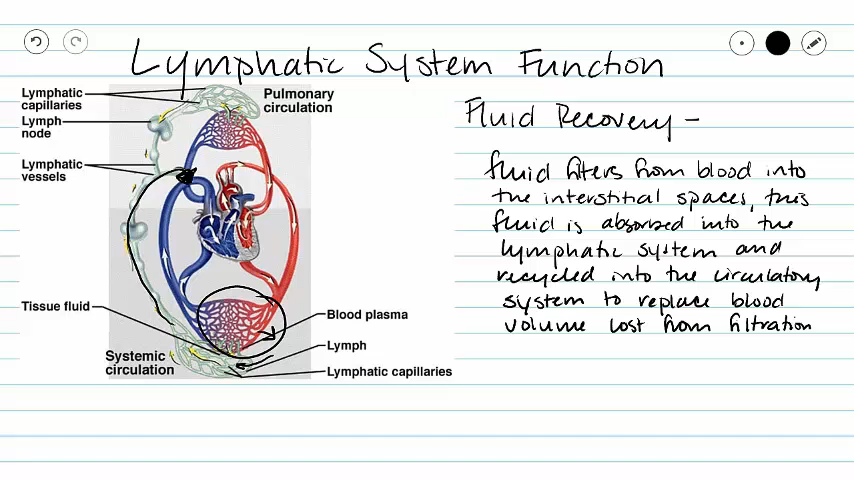 Lymphatic System Function
Lymphatic
capillaries
Pulmonary
circulation
Lymph
node
Lymphatic
vessels
Tissue fluid
Blood plasma
Systemic
circulation
Lymph
Lymphatic capillaries
Fluid Recovery -
fluid filters from blood into
the interstitial spaces, this
fluid is absorbed into the
lymphatic system and
recycled into the circulatory
system to replace blood
volume lost from filtration